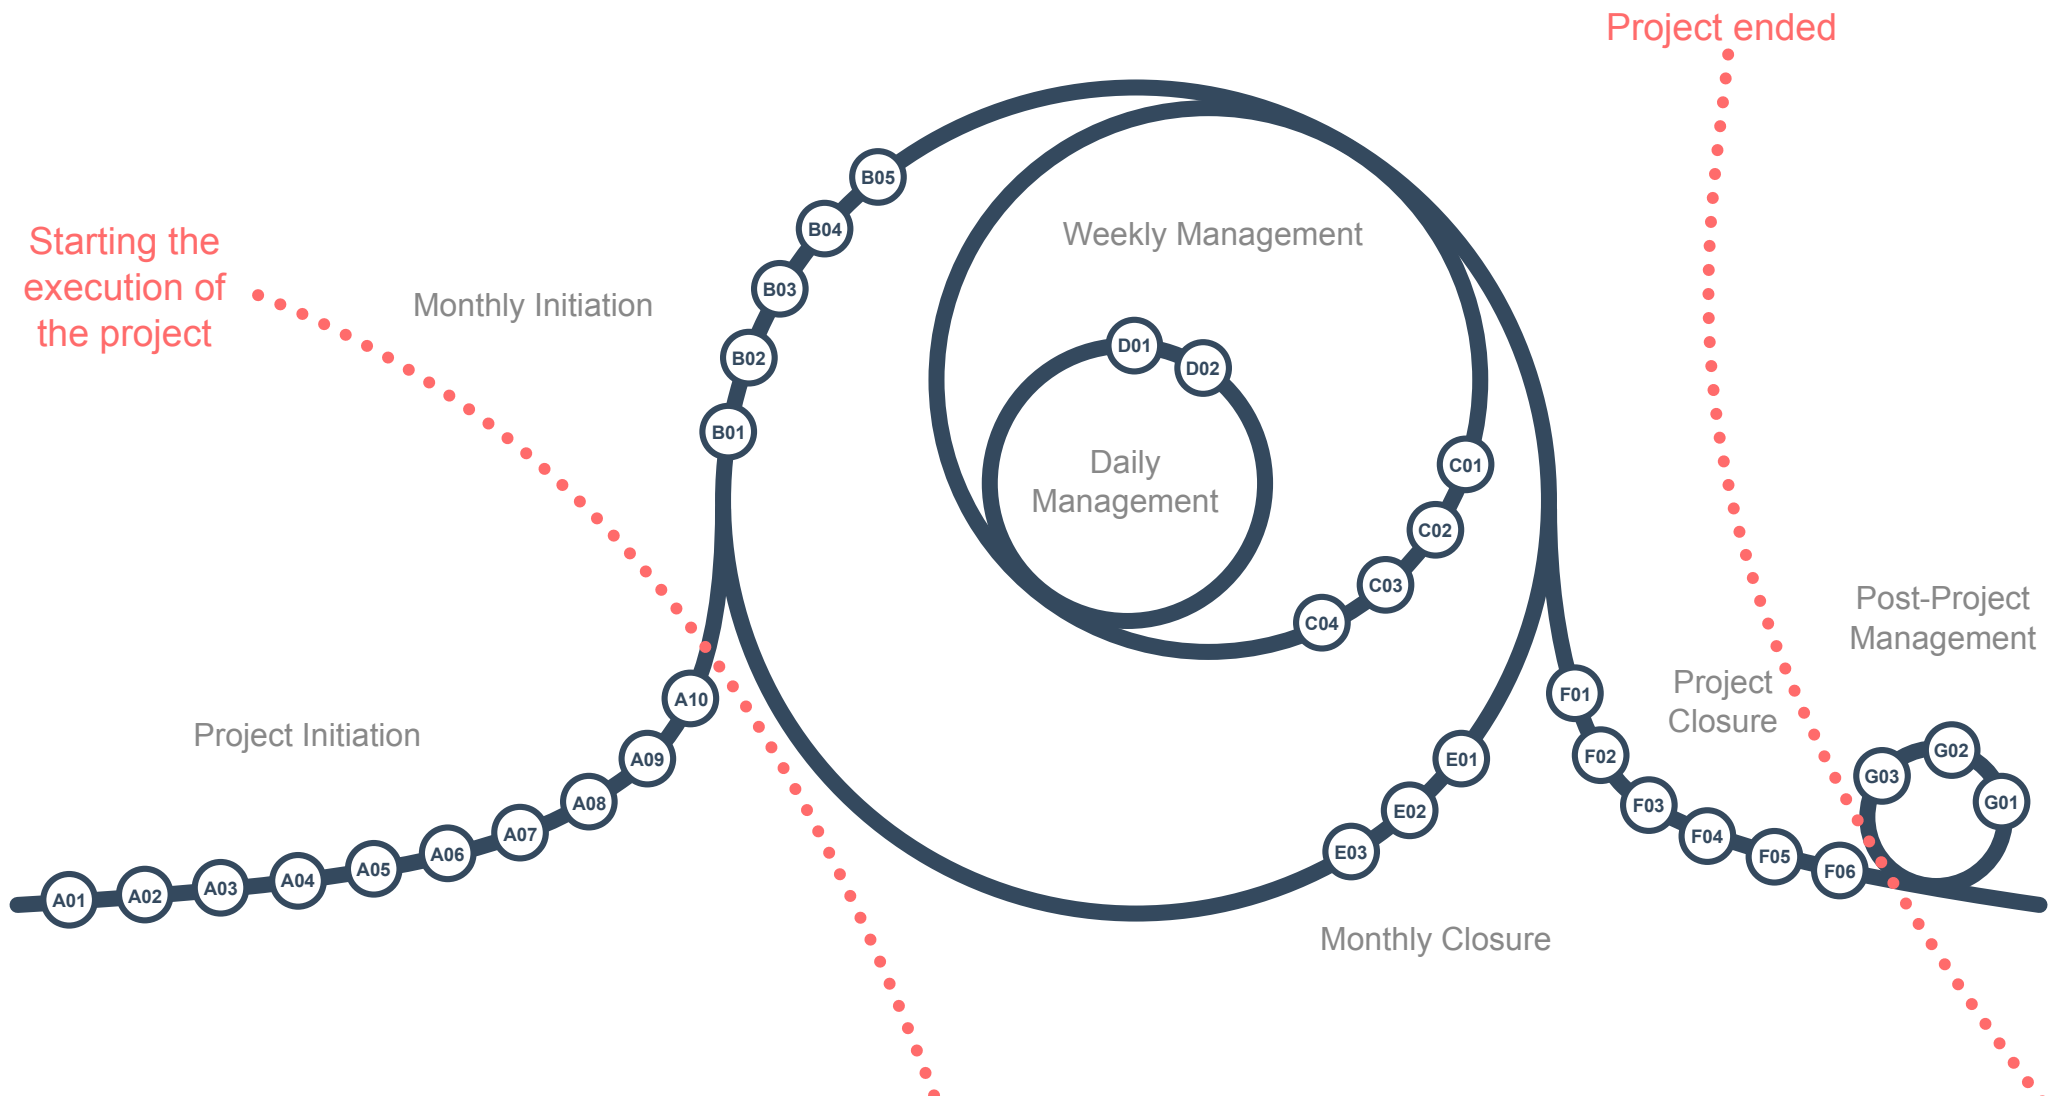 Project ended
Starting the
execution of
the project
Monthly Initiation
Weekly Management
Daily
Management
Project Initiation
Monthly Closure
Project
Closure
Post-Project
Management
A01
A02
A03
A04
A05
A06
A07
A08
A09
A10
B01
B02
B03
B04
B05
C01
C02
C03
C04
D01
D02
E01
E02
E03
F01
F02
F03
F04
F05
F06
G01
G02
G03